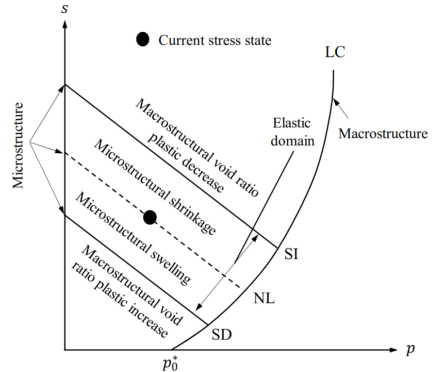 s
Current stress state
LC
Macrostructural void ratio
plastic decrease
Elastic
domain
Macrostructure
Microstructure
Microstructural shrinkage
Microstructural swelling
Macrostructural void
ratio plastic increase
SI
NL
SD
p
p₀*